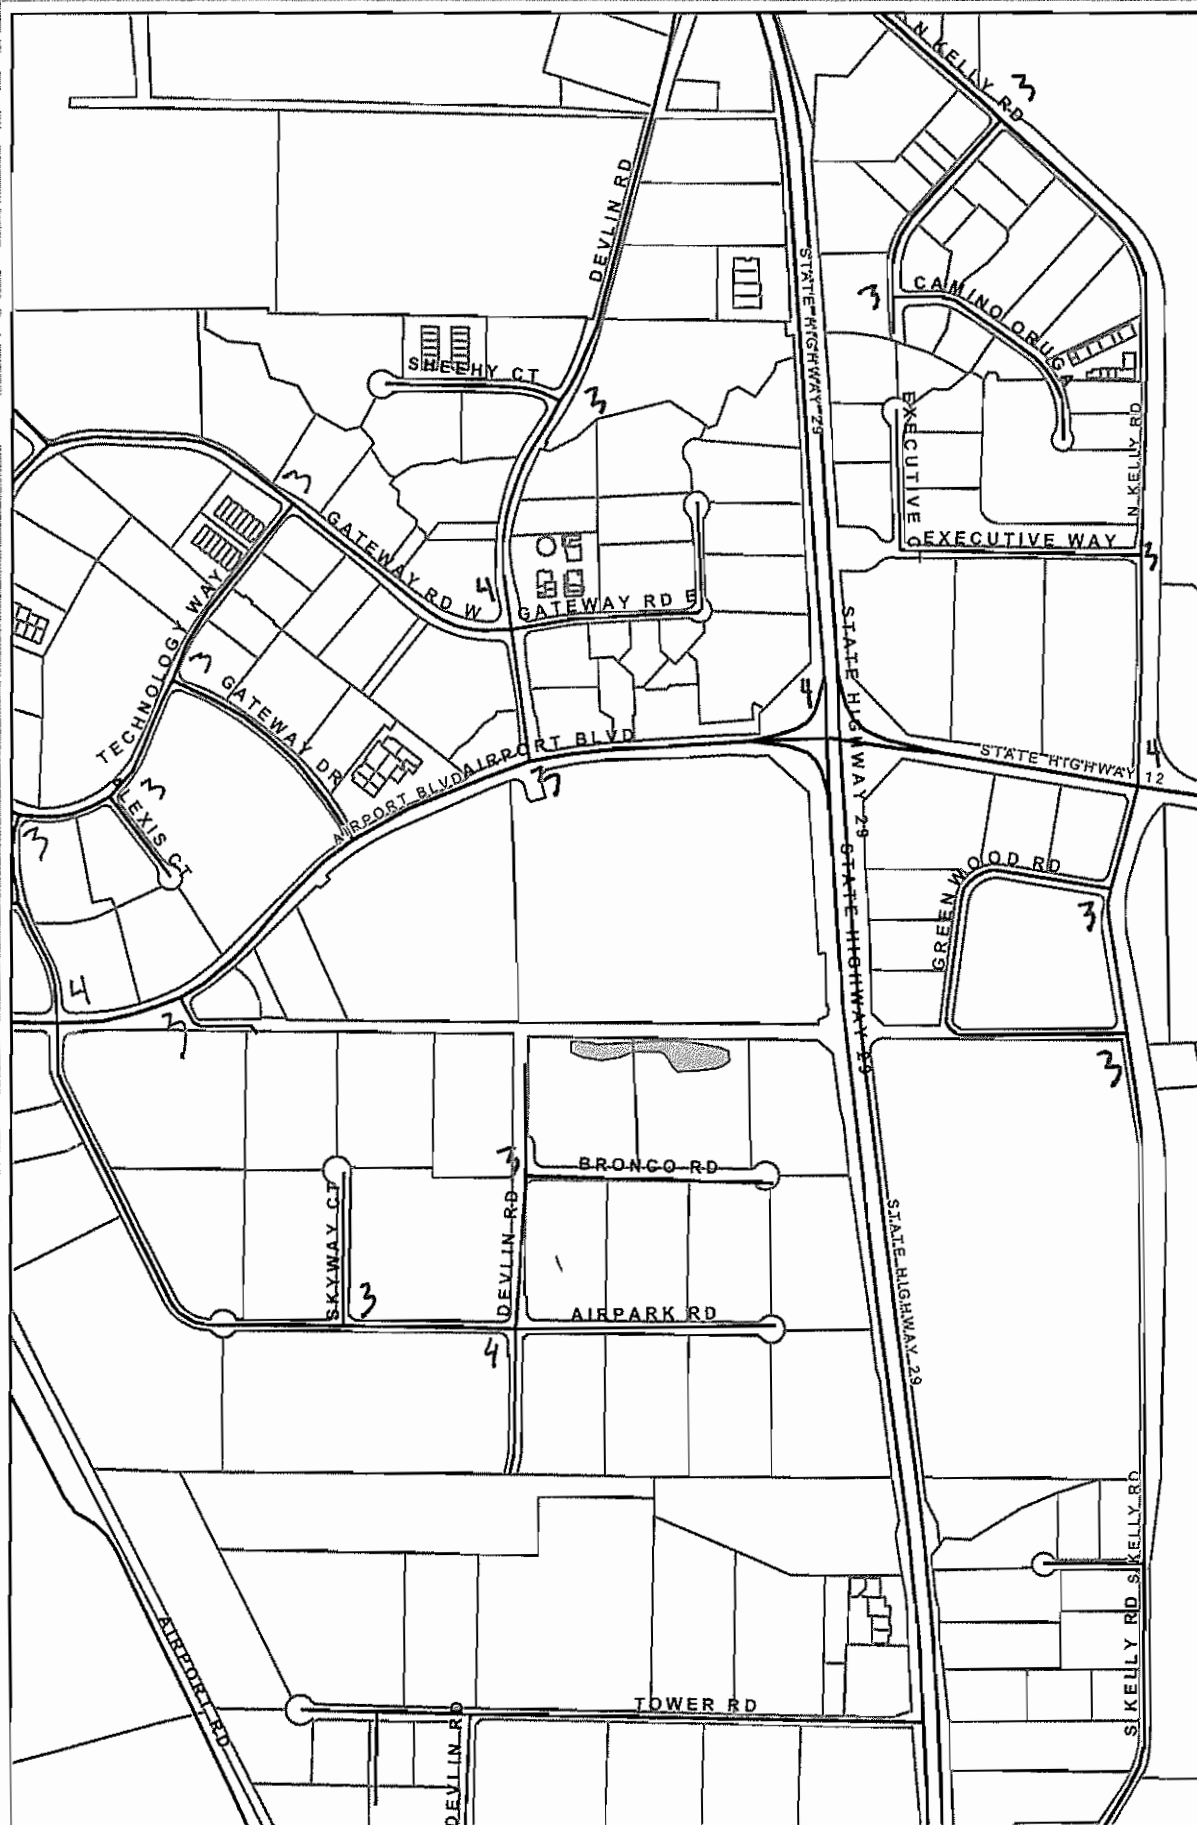 N KELLY RD
3
DEVLIN RD
STATE HIGHWAY 29
3
CAMINO ORUGA
SHEEHY CT
3
EXECUTIVE C
N KELLY RD
3
GATEWAY RD W
EXECUTIVE WAY
3
4
GATEWAY RD E
TECHNOLOGY WAY
3
GATEWAY DR
STATE HIGHWAY 29
4
AIRPORT BLVD
AIRPORT BLVD
3
STATE HIGHWAY 12
4
3
ALEXIS CT
3
STATE HIGHWAY 29
GREENWOOD RD
3
4
3
3
3
BRONCO RD
SKYWAY CT
DEVLIN RD
STATE HIGHWAY 29
3
AIRPARK RD
4
S KELLY RD
S KELLY RD
AIRPORT RD
TOWER RD
DEVLIN RD